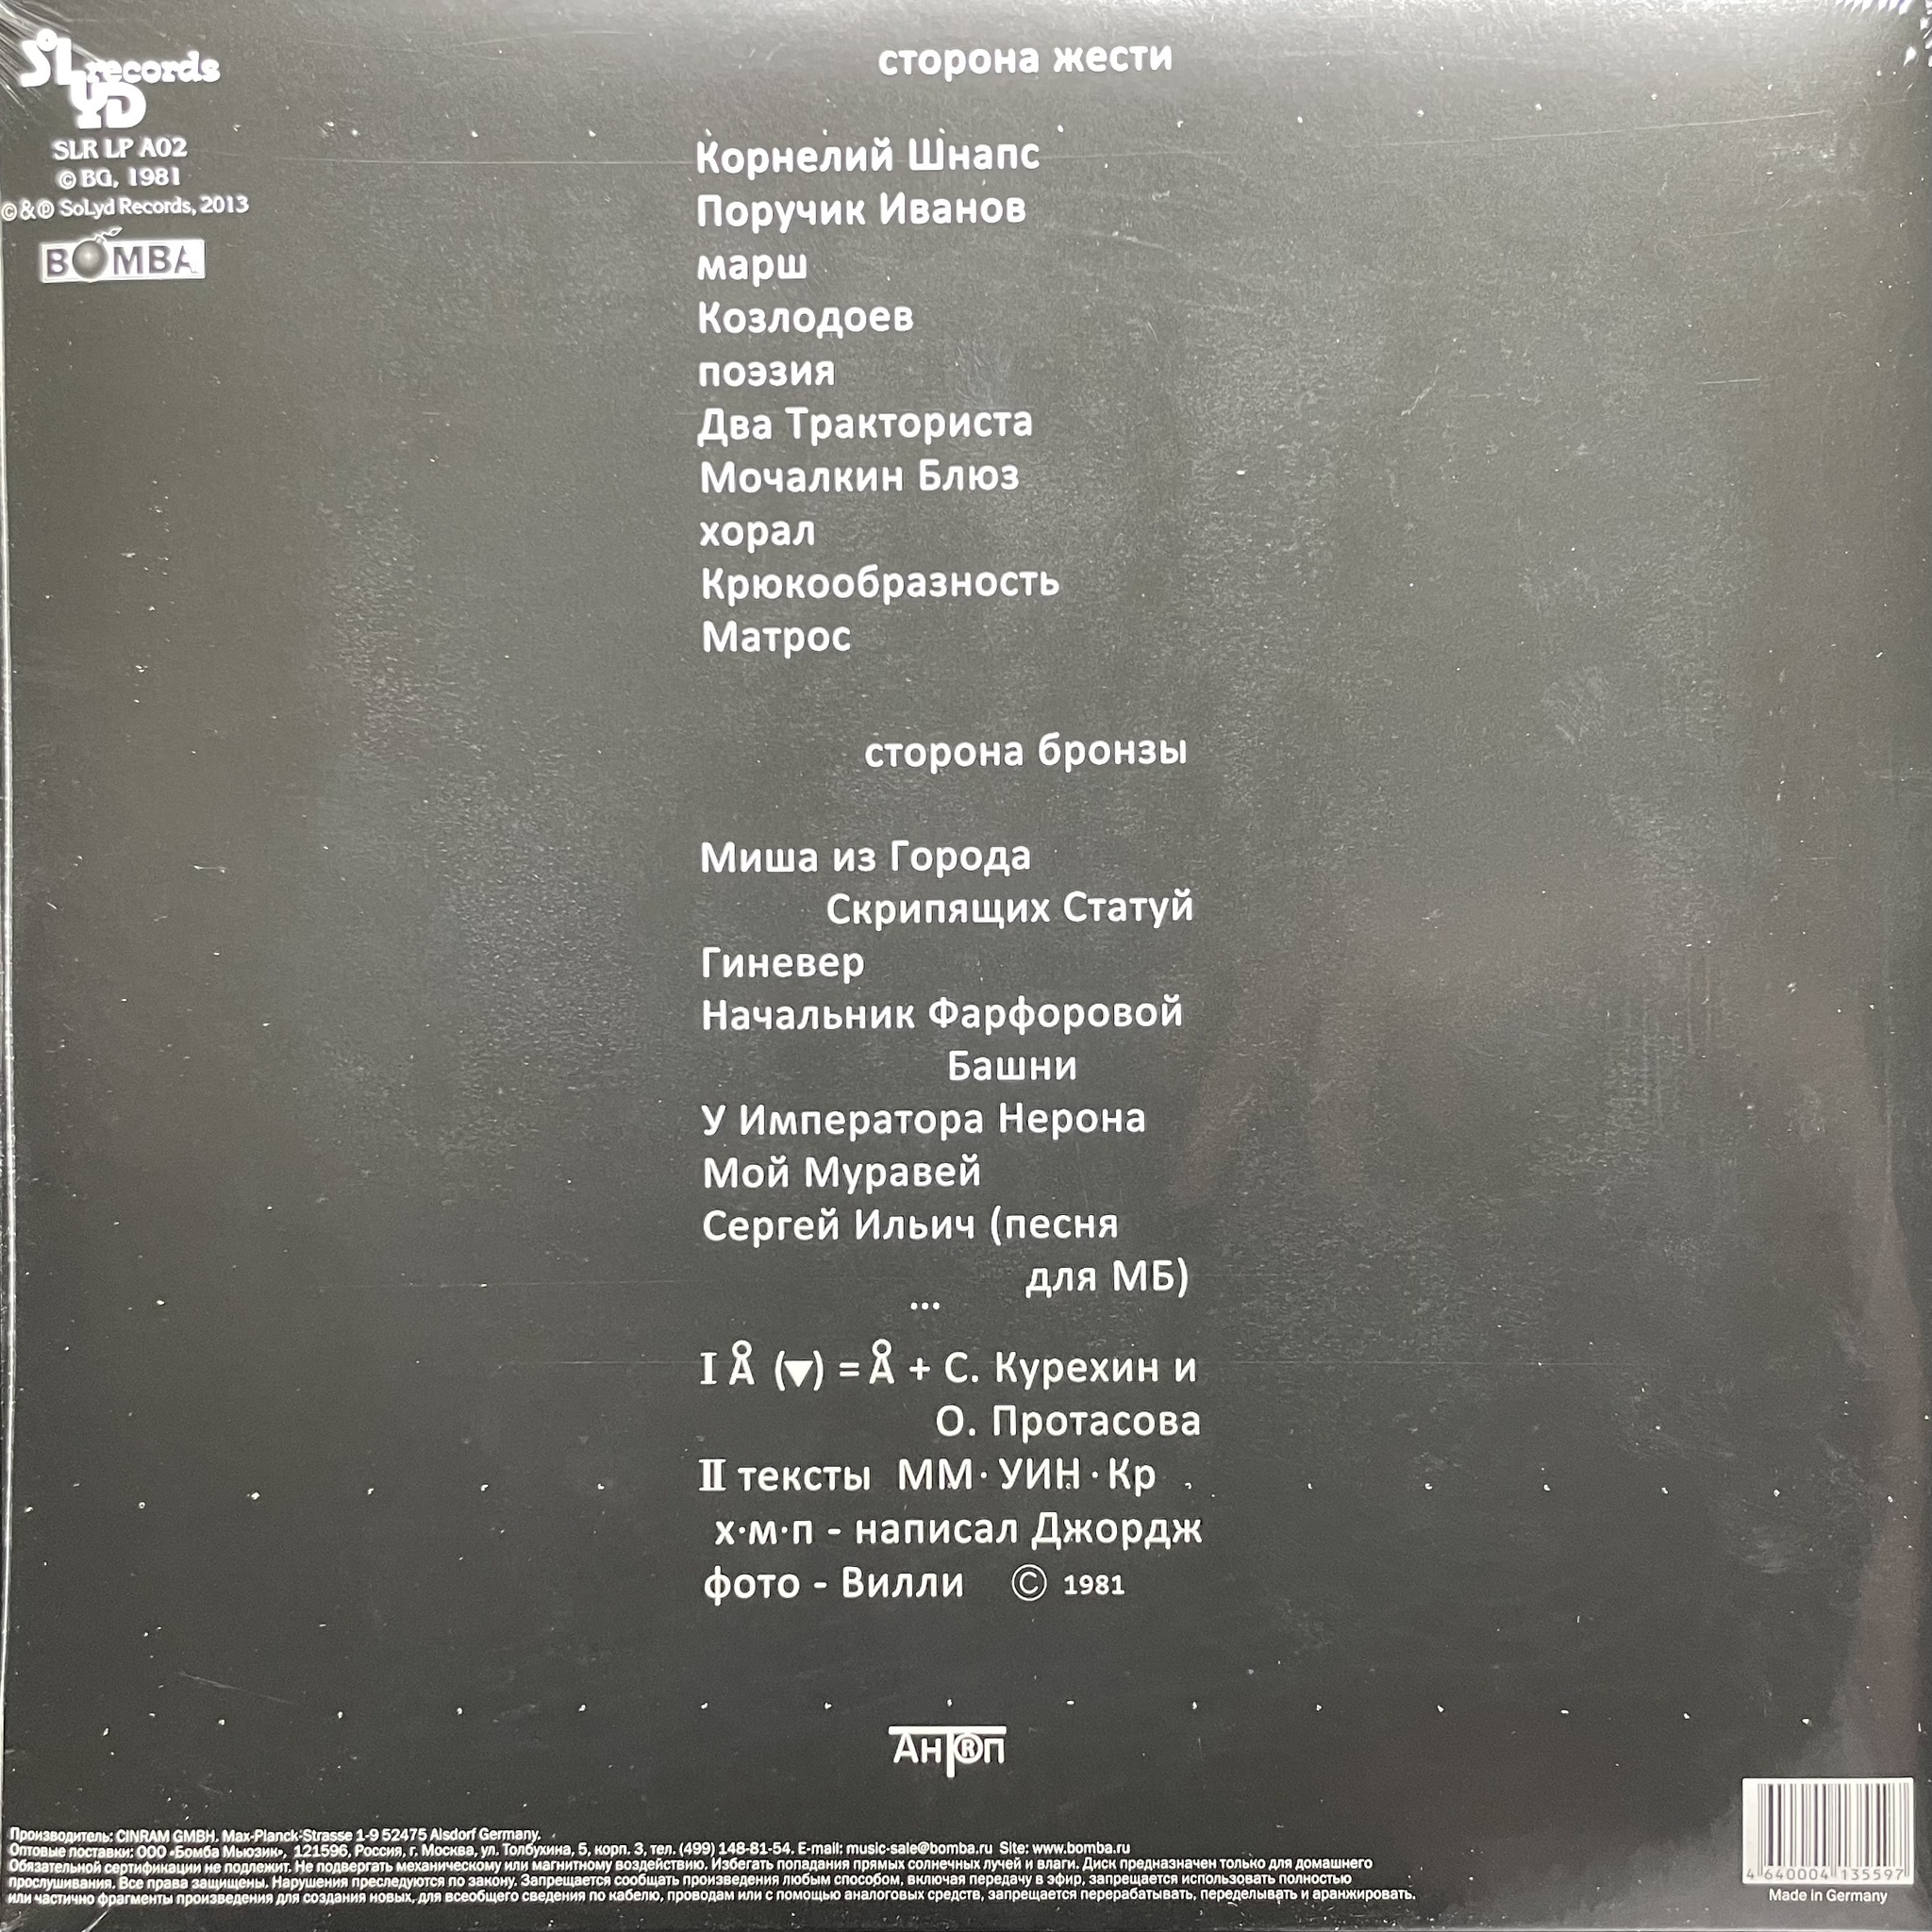 SoLYD records
SLR LP A02
© BG, 1981
©&℗ SoLyd Records, 2013
BOMBA
сторона жести
Корнелий Шнапс
Поручик Иванов
марш
Козлодоев
поэзия
Два Тракториста
Мочалкин Блюз
хорал
Крюкообразность
Матрос
сторона бронзы
Миша из Города
Скрипящих Статуй
Гиневер
Начальник Фарфоровой
Башни
У Императора Нерона
Мой Муравей
Сергей Ильич (песня
для МБ)
...
I Å (▼) = Å + С. Курехин и
О. Протасова
II тексты ММ · УИН · Кр
х·м·п - написал Джордж
фото - Вилли © 1981
АнТ®п
Производитель: CINRAM GMBH. Max-Planck-Strasse 1-9 52475 Alsdorf Germany.
Оптовые поставки: ООО «Бомба Мьюзик», 121596, Россия, г. Москва, ул. Толбухина, 5, корп. 3, тел. (499) 148-81-54. E-mail: music-sale@bomba.ru Site: www.bomba.ru
Обязательной сертификации не подлежит. Не подвергать механическому или магнитному воздействию. Избегать попадания прямых солнечных лучей и влаги. Диск предназначен только для домашнего
прослушивания. Все права защищены. Нарушения преследуются по закону. Запрещается сообщать произведения любым способом, включая передачу в эфир, запрещается использовать полностью
или частично фрагменты произведения для создания новых, для всеобщего сведения по кабелю, проводам или с помощью аналоговых средств, запрещается перерабатывать, переделывать и аранжировать.
4 640004 135597
Made in Germany